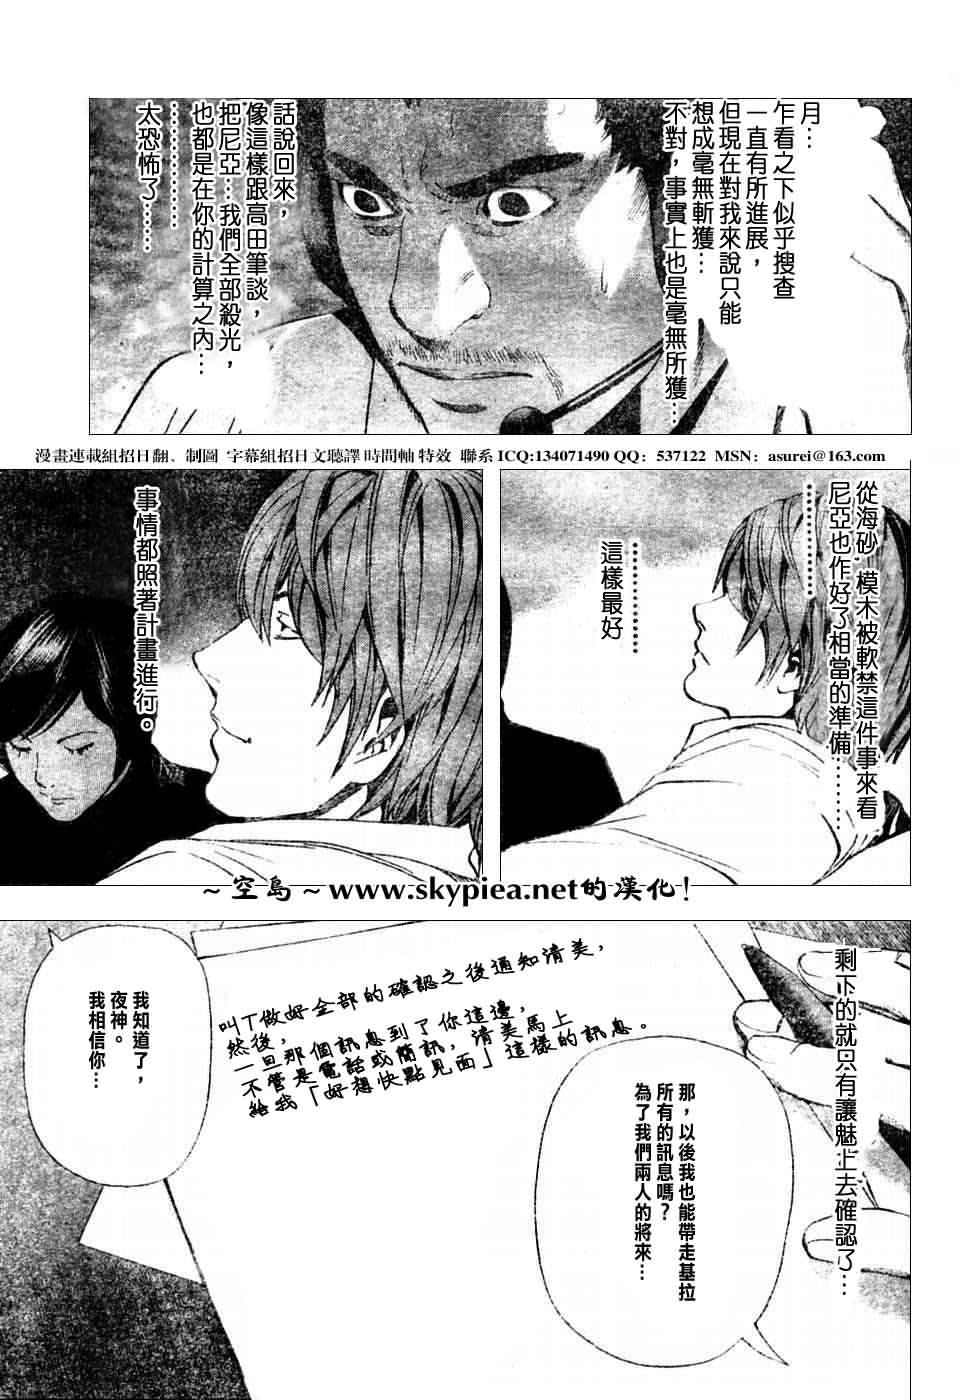 月…
乍看之下似乎搜查
一直有所進展，
但現在對我來說只能
想成毫無斬獲…
不對，事實上也是毫無所獲…
話說回來，
像這樣跟高田筆談，
把尼亞…我們全部殺光，
也都是在你的計算之內…
………………
太恐怖了……
漫畫連載組招日翻、制圖 字幕組招日文聽譯 時間軸 特效 聯系 ICQ:134071490 QQ：537122 MSN：asurei@163.com
從海砂 模木被軟禁這件事來看
尼亞也作好了相當的準備………
………………
………………
這樣最好
事情都照著計畫進行。
～空島～www.skypiea.net的漢化！
剩下的就只有讓魅上去確認了…
那，以後我也能帶走基拉
所有的訊息嗎？
為了我們兩人的將來…
叫T做好全部的確認之後通知清美，
然後，
一旦那個訊息到了你這邊，
不管是電話或簡訊，清美馬上
給我「好想快點見面」這樣的訊息。
我知道了，
夜神。
我相信你…